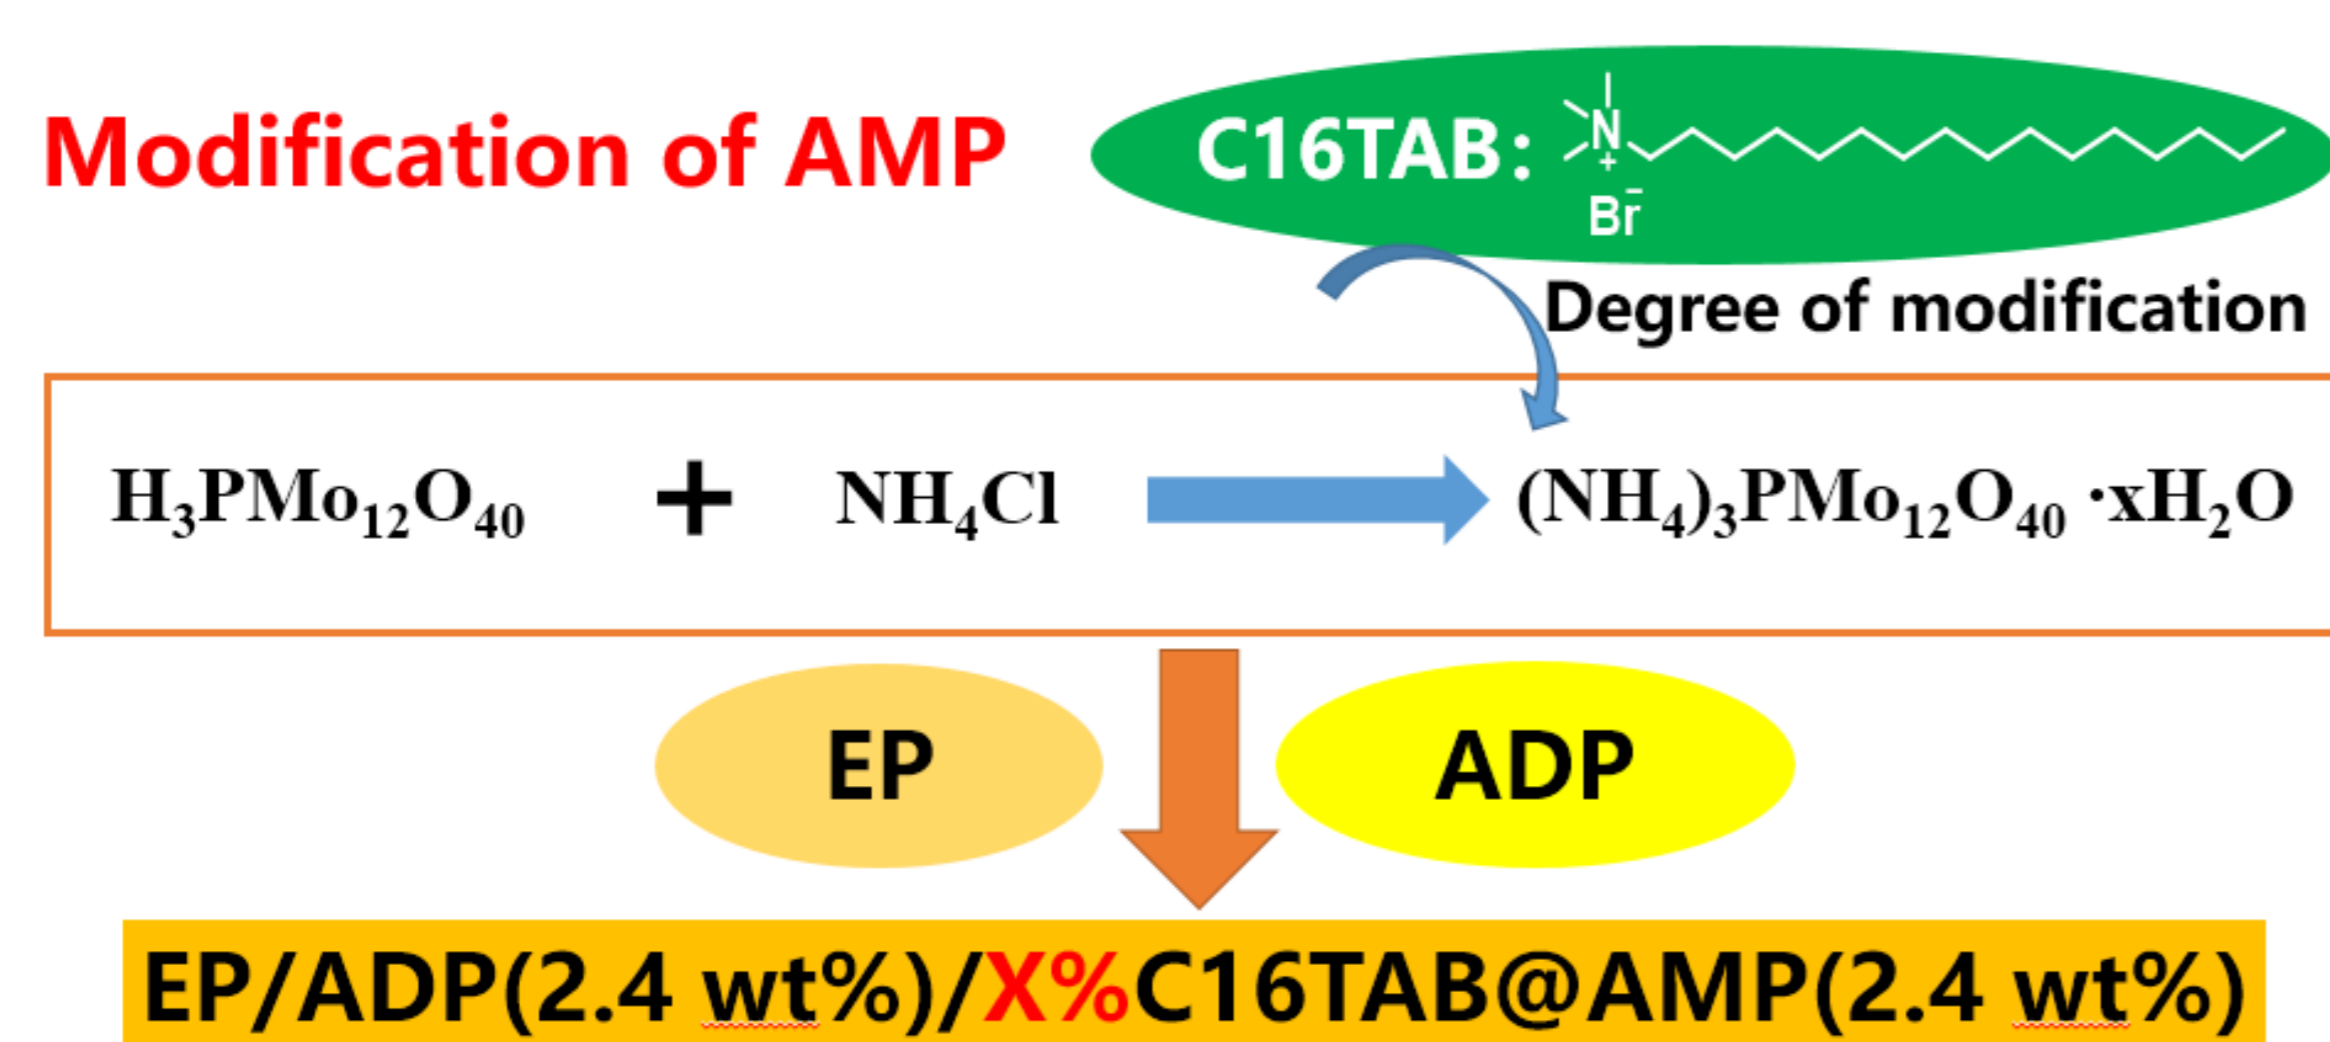 Modification of AMP
C16TAB:
N
+
Br⁻
Degree of modification
H₃PMo₁₂O₄₀ + NH₄Cl (NH₄)₃PMo₁₂O₄₀ ·xH₂O
EP
ADP
EP/ADP(2.4 wt%)/X%C16TAB@AMP(2.4 wt%)